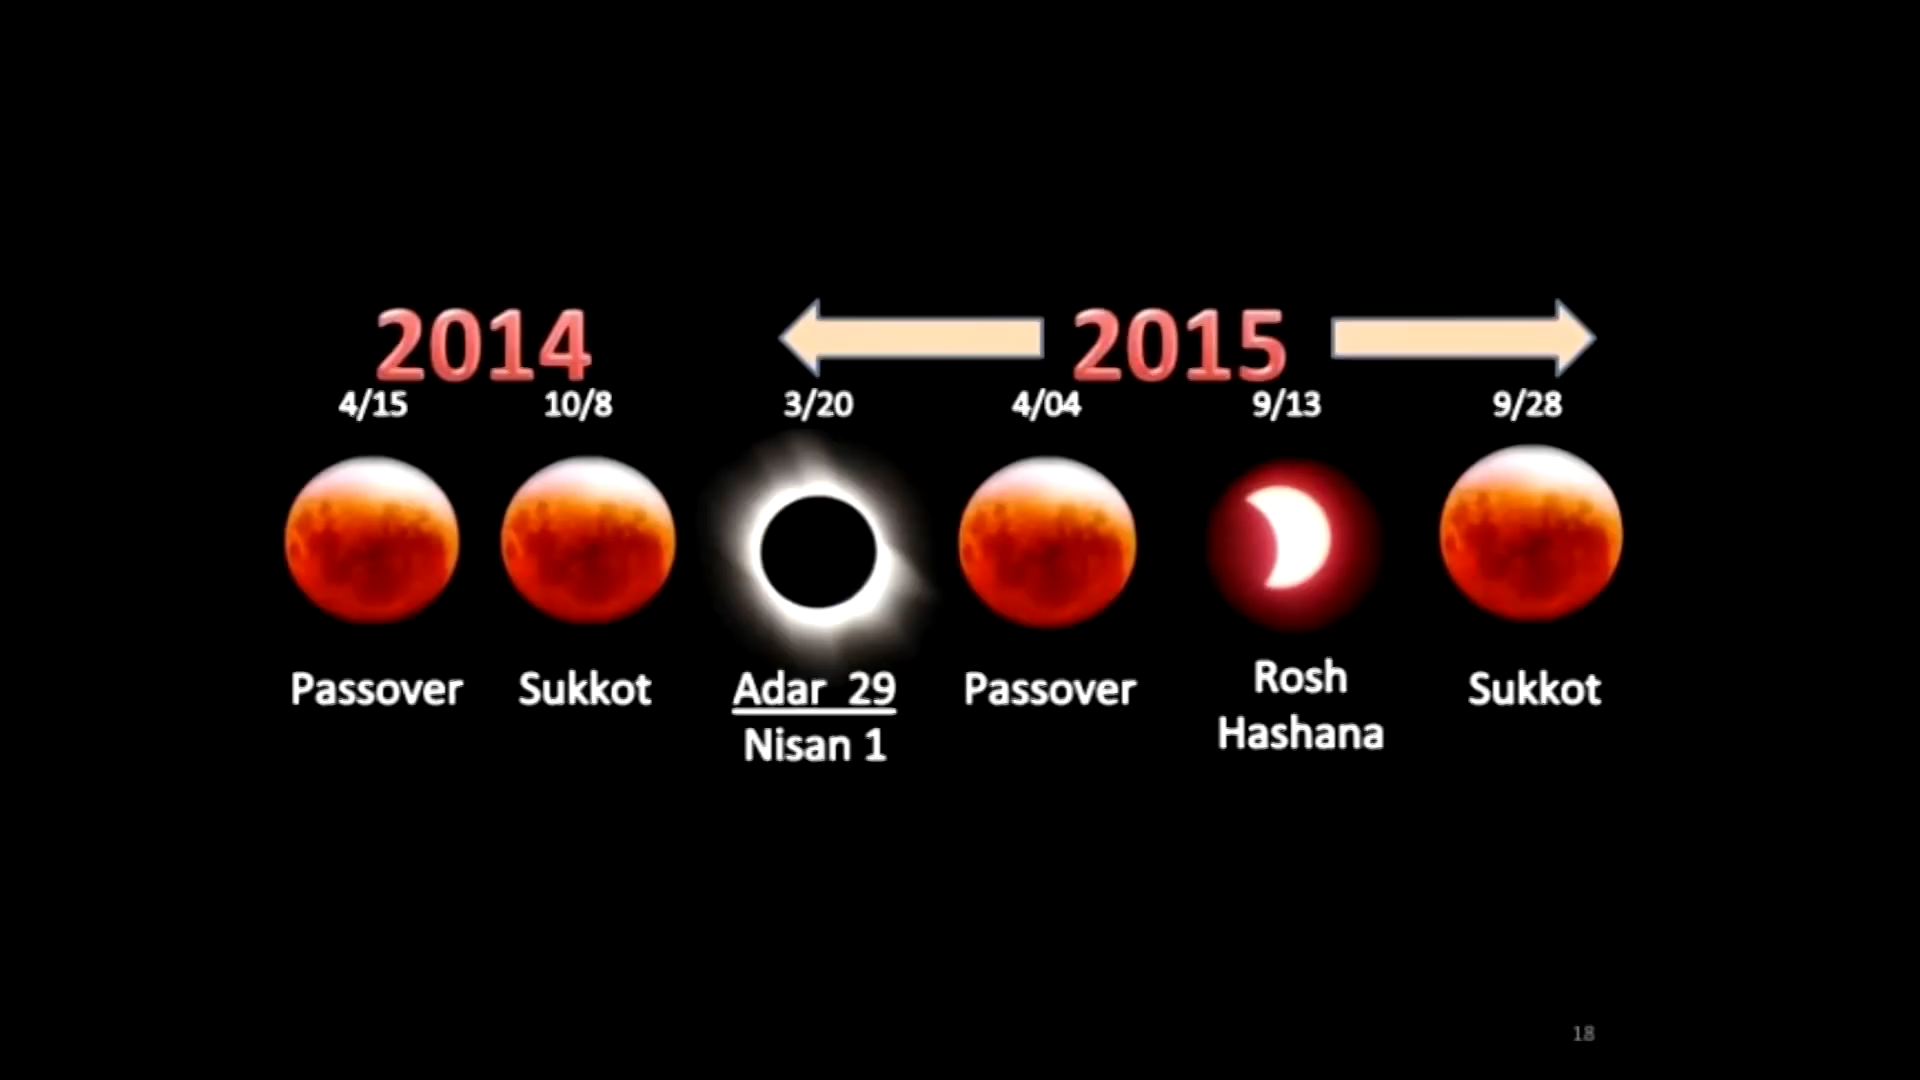 2014
2015
4/15
10/8
3/20
4/04
9/13
9/28
Passover
Sukkot
Adar 29
Nisan 1
Passover
Rosh
Hashana
Sukkot
18